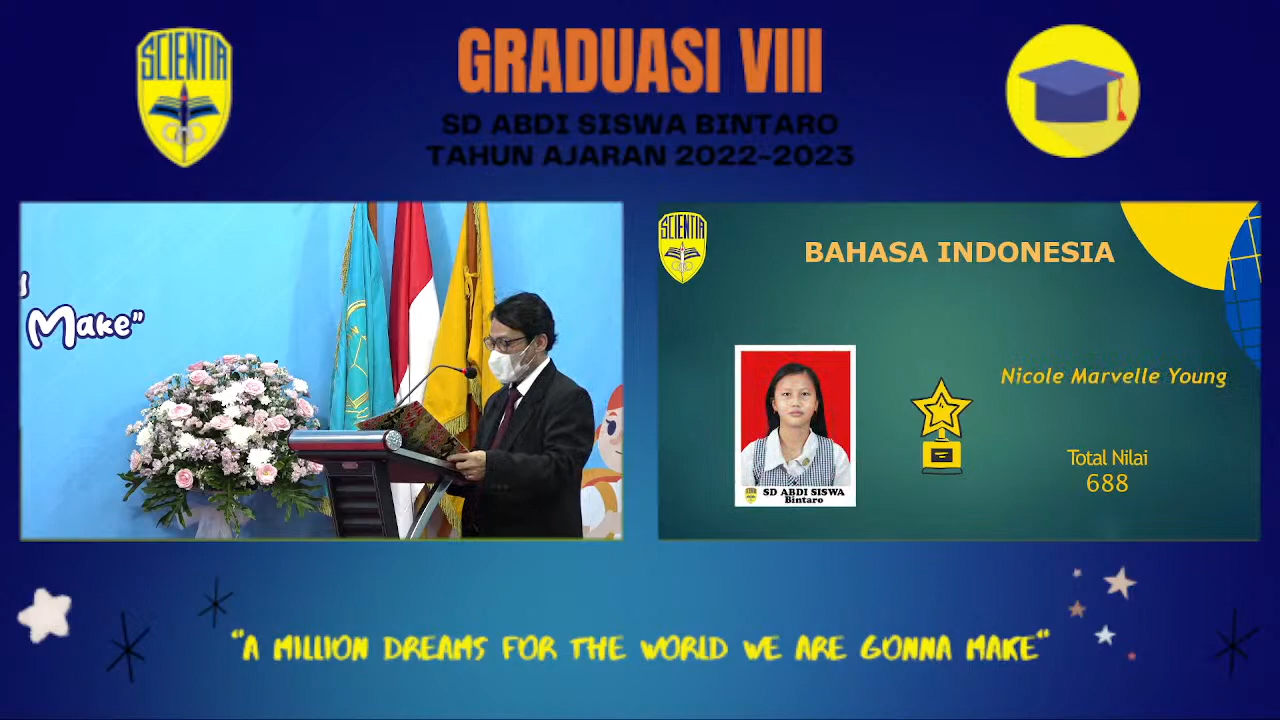 SCIENTIA
GRADUASI VIII
SD ABDI SISWA BINTARO
TAHUN AJARAN 2022-2023
Make"
SCIENTIA
BAHASA INDONESIA
Nicole Marvelle Young
Total Nilai
688
SD ABDI SISWA
Bintaro
"A MILLION DREAMS FOR THE WORLD WE ARE GONNA MAKE"